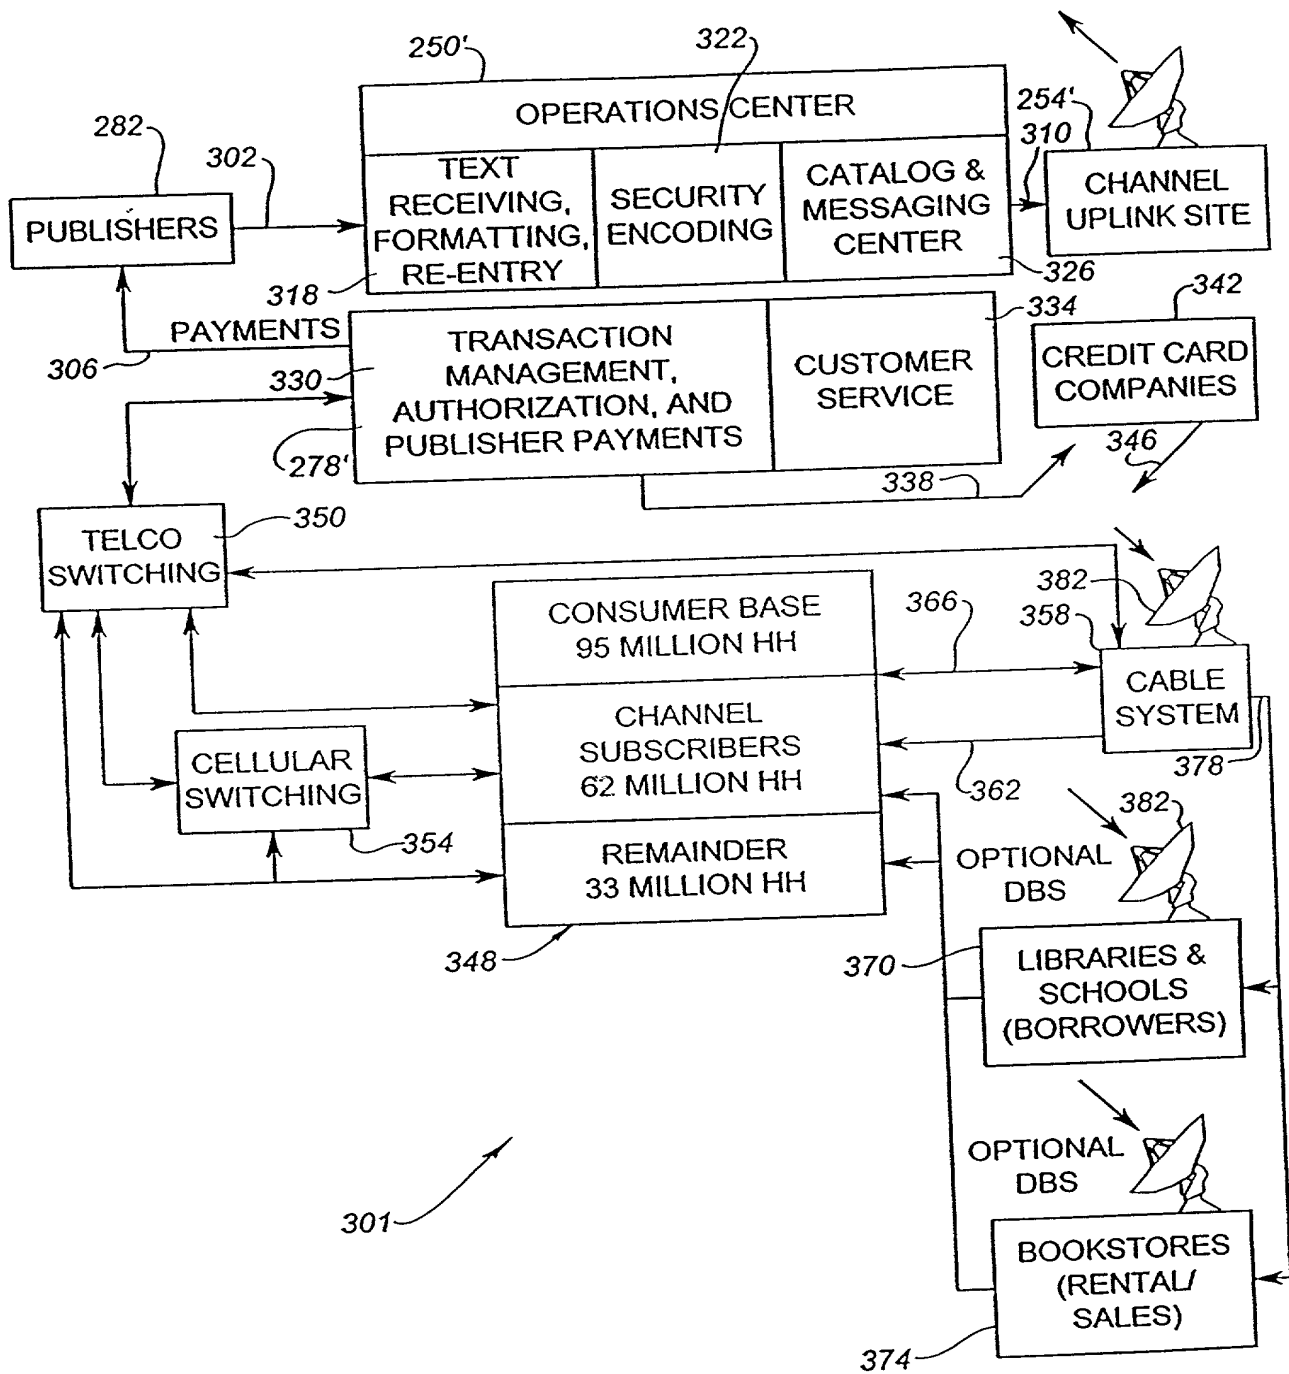 322
250'
OPERATIONS CENTER
254'
310
282
302
PUBLISHERS
TEXT
RECEIVING,
FORMATTING,
RE-ENTRY
318
SECURITY
ENCODING
CATALOG &
MESSAGING
CENTER
326
CHANNEL
UPLINK SITE
PAYMENTS
306
330
TRANSACTION
MANAGEMENT,
AUTHORIZATION, AND
PUBLISHER PAYMENTS
278'
334
CUSTOMER
SERVICE
342
CREDIT CARD
COMPANIES
346
338
350
TELCO
SWITCHING
CONSUMER BASE
95 MILLION HH
366
382
358
CABLE
SYSTEM
CHANNEL
SUBSCRIBERS
62 MILLION HH
362
378
CELLULAR
SWITCHING
354
REMAINDER
33 MILLION HH
348
382
OPTIONAL
DBS
370
LIBRARIES &
SCHOOLS
(BORROWERS)
301
OPTIONAL
DBS
BOOKSTORES
(RENTAL/
SALES)
374